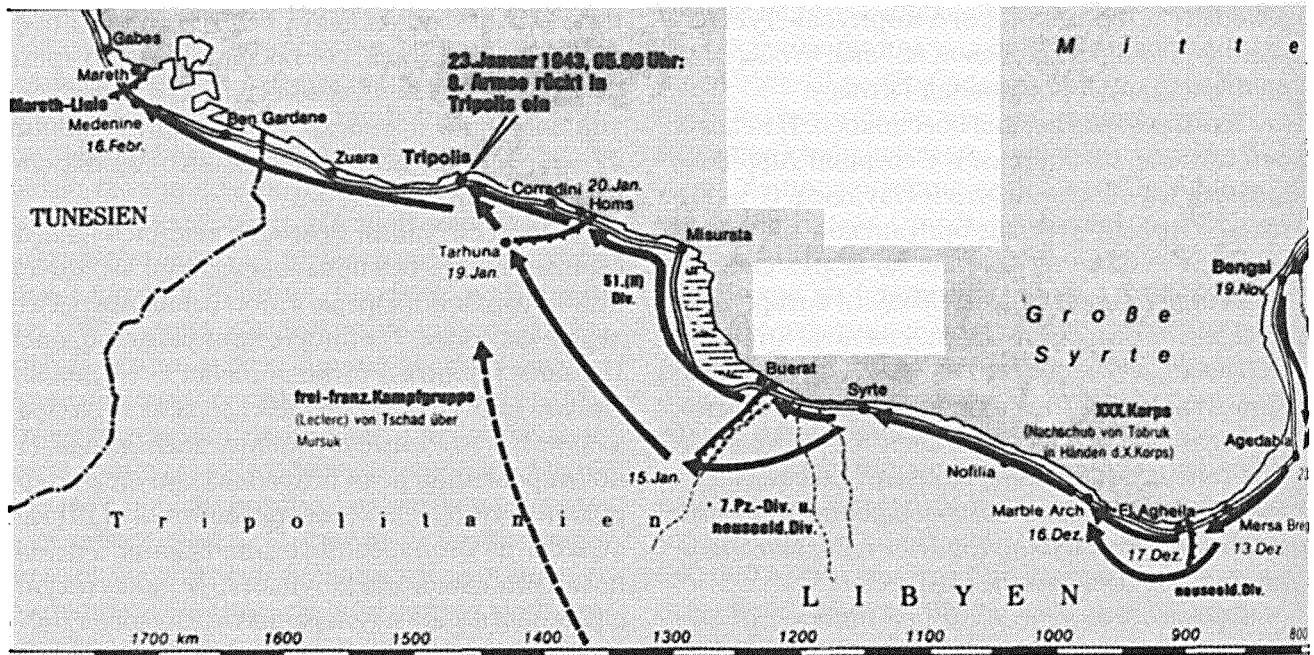 M i t t e
Gabes
Mareth
Mareth-Linie
Medenine
16.Febr.
Ben Gardane
23.Januar 1943, 05.00 Uhr:
8. Armee rückt in
Tripolis ein
Zuara
Tripolis
Corradini
20.Jan.
Homs
TUNESIEN
Misurata
Tarhuna
19.Jan.
51.(H)
Div.
Bengsi
19.Nov.
G r o ß e
S y r t e
Buerat
Syrte
frei-franz.Kampfgruppe
(Leclerc) von Tschad über
Mursuk
XXX.Korps
(Nachschub von Tobruk
in Händen d.X.Korps)
Agedabia
Nofilia
15.Jan.
T r i p o l i t a n i e n
7.Pz.-Div. u.
neuseeld.Div.
Marble Arch
16.Dez.
El Agheila
17.Dez.
Mersa Breg
13 Dez
neuseeld.Div.
L I B Y E N
1700 km 1600 1500 1400 1300 1200 1100 1000 900 800